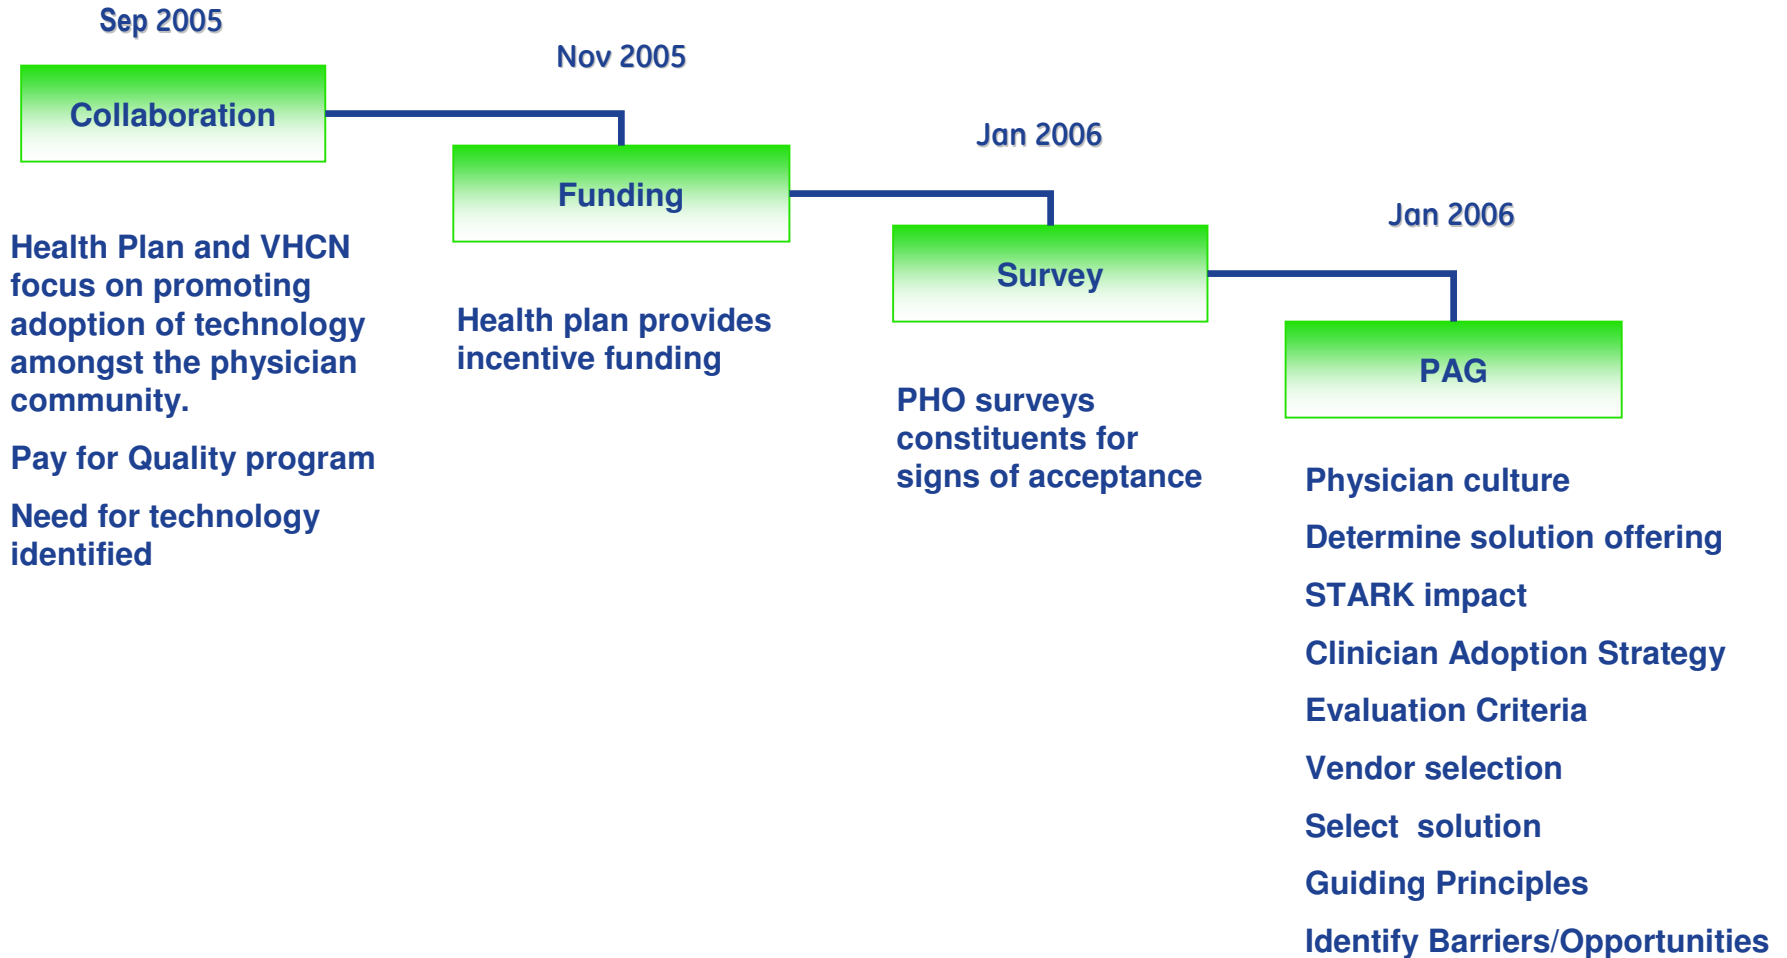 Sep 2005
Collaboration
Health Plan and VHCN
focus on promoting
adoption of technology
amongst the physician
community.
Pay for Quality program
Need for technology
identified
Nov 2005
Funding
Health plan provides
incentive funding
Jan 2006
Survey
PHO surveys
constituents for
signs of acceptance
Jan 2006
PAG
Physician culture
Determine solution offering
STARK impact
Clinician Adoption Strategy
Evaluation Criteria
Vendor selection
Select solution
Guiding Principles
Identify Barriers/Opportunities